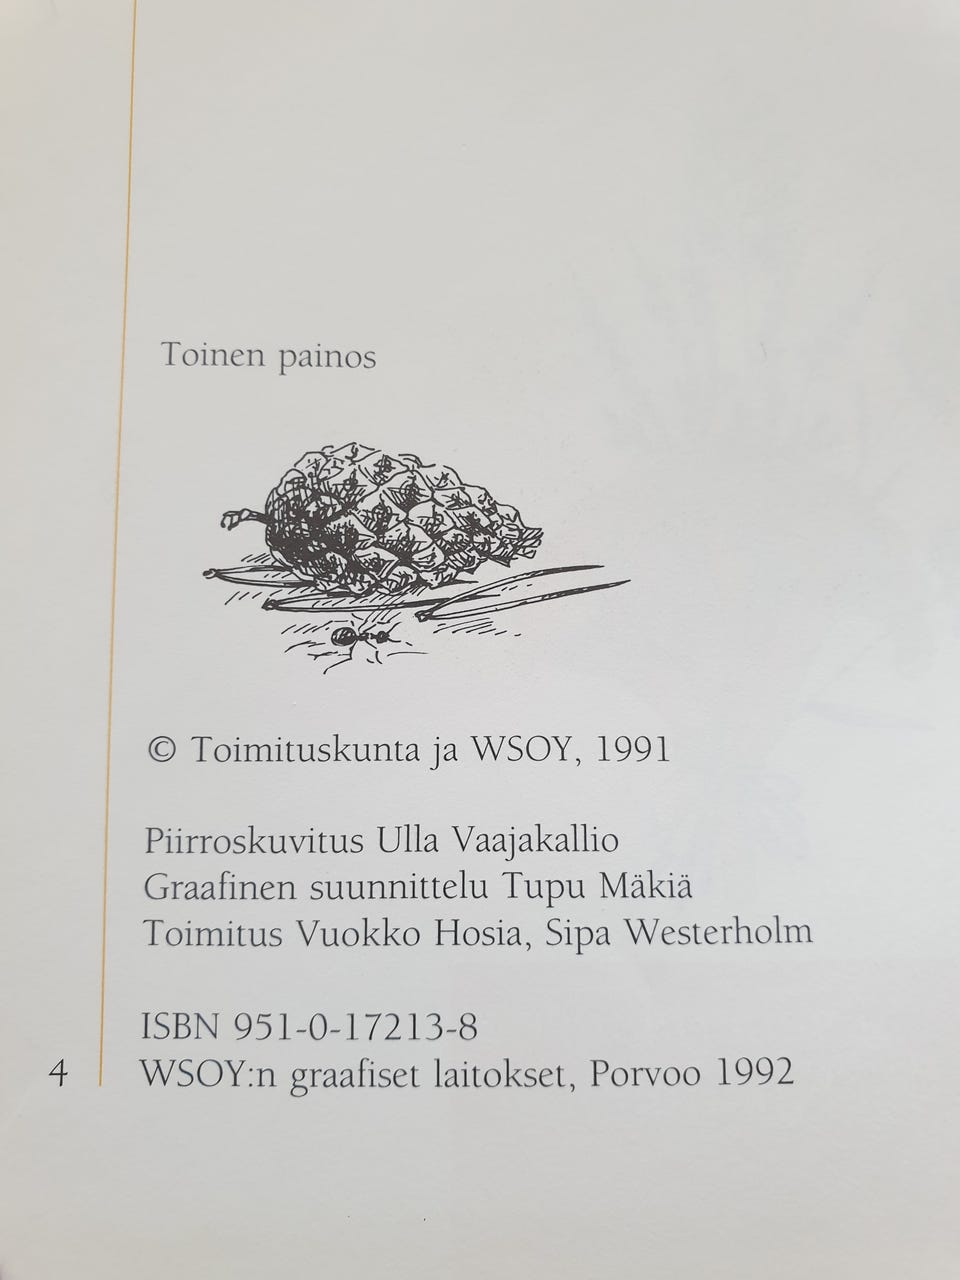 Toinen painos
© Toimituskunta ja WSOY, 1991
Piirroskuvitus Ulla Vaajakallio
Graafinen suunnittelu Tupu Mäkiä
Toimitus Vuokko Hosia, Sipa Westerholm
ISBN 951-0-17213-8
4 WSOY:n graafiset laitokset, Porvoo 1992